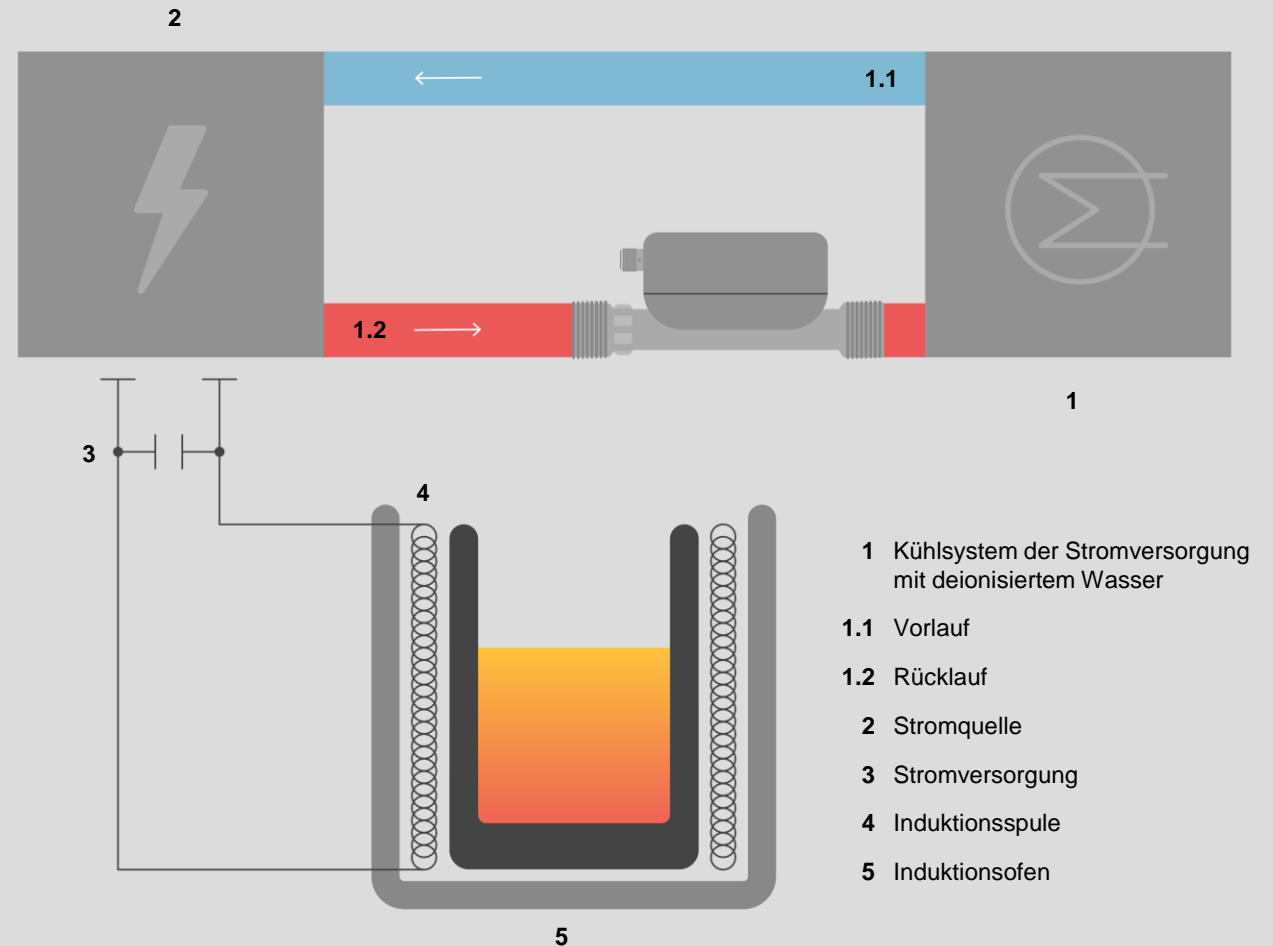 2
1.1
1.2
1
3
4
1 Kühlsystem der Stromversorgung
mit deionisiertem Wasser
1.1 Vorlauf
1.2 Rücklauf
2 Stromquelle
3 Stromversorgung
4 Induktionsspule
5 Induktionsofen
5